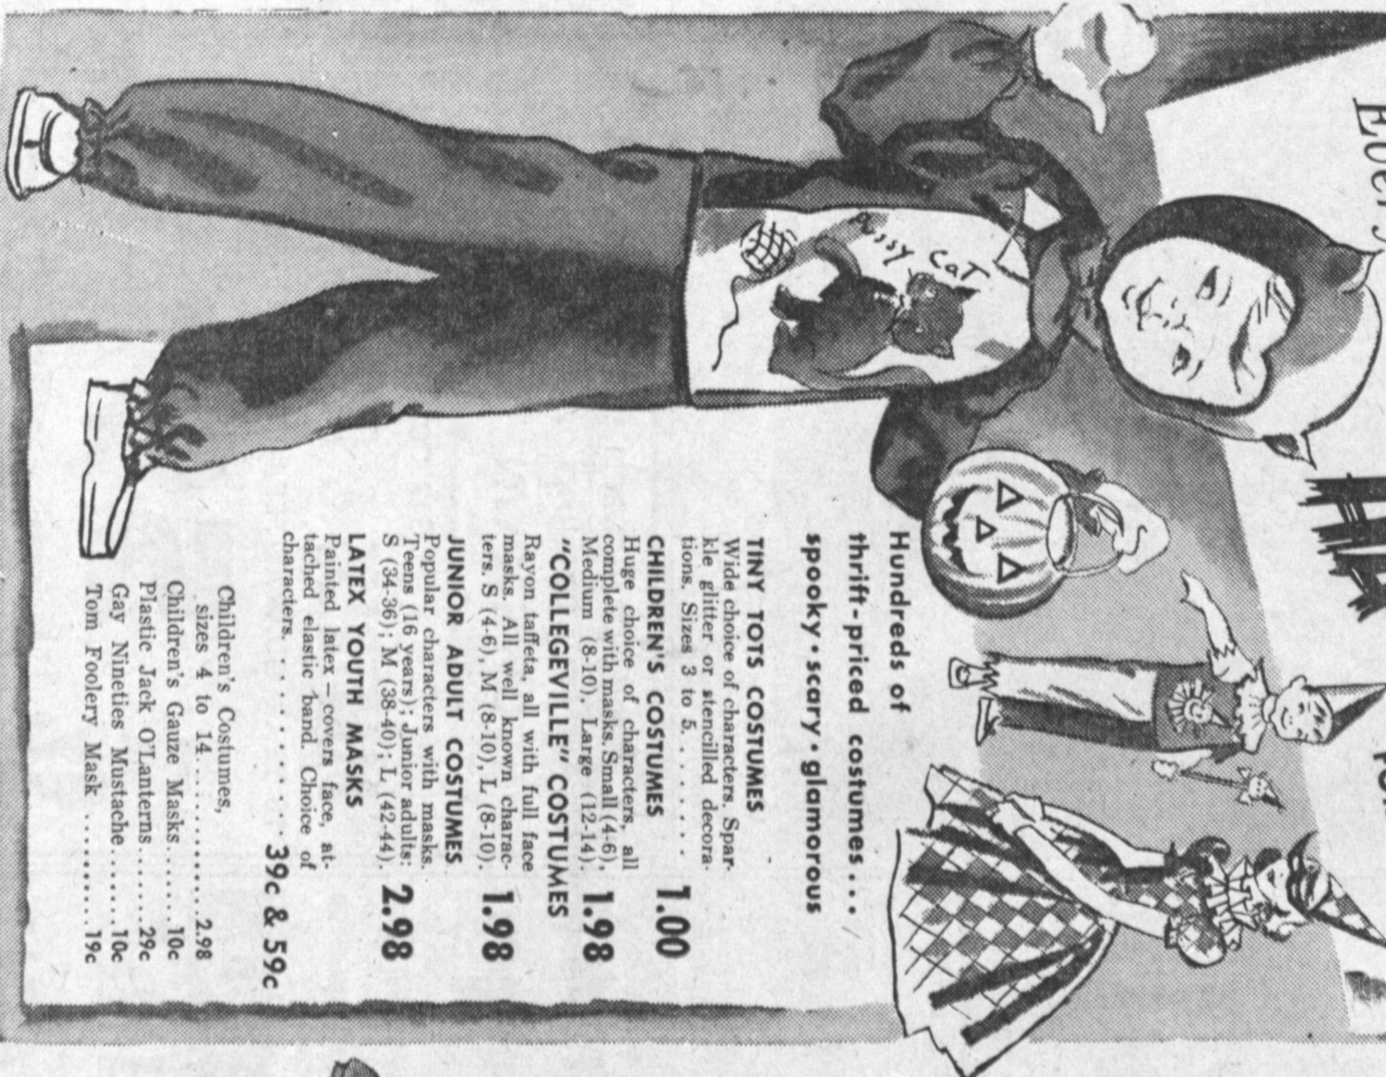 Pussy Cat
Hundreds of
thrift-priced costumes...
spooky • scary • glamorous
TINY TOTS COSTUMES
Wide choice of characters. Spar-
kle glitter or stencilled decora-
tions. Sizes 3 to 5. . . . . . . . 1.00
CHILDREN'S COSTUMES
Huge choice of characters, all
complete with masks. Small (4-6),
Medium (8-10), Large (12-14). 1.98
"COLLEGEVILLE" COSTUMES
Rayon taffeta, all with full face
masks. All well known charac-
ters. S (4-6), M (8-10), L (8-10). 1.98
JUNIOR ADULT COSTUMES
Popular characters with masks.
Teens (16 years); Junior adults:
S (34-36); M (38-40); L (42-44). 2.98
LATEX YOUTH MASKS
Painted latex — covers face, at-
tached elastic band. Choice of
characters. . . . . . . . . . . 39c & 59c
Children's Costumes,
sizes 4 to 14 . . . . . . . . . . 2.98
Children's Gauze Masks . . . . . 10c
Plastic Jack O'Lanterns . . . . . 29c
Gay Nineties Mustache . . . . . 10c
Tom Foolery Mask . . . . . . . . 19c